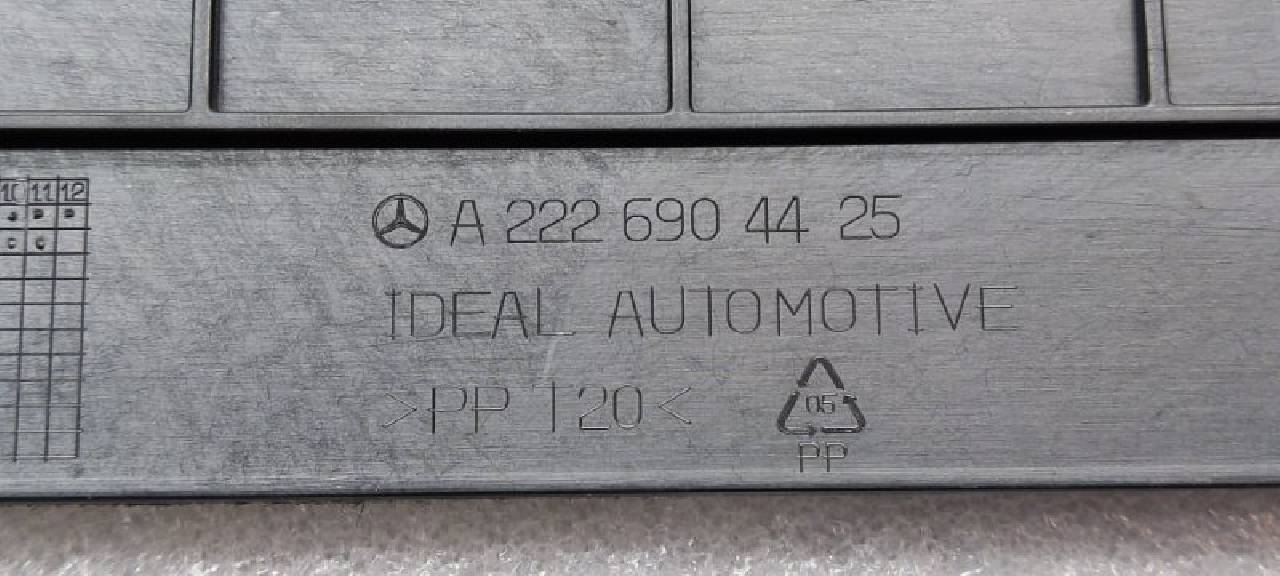 10 11 12
A 222 690 44 25
IDEAL AUTOMOTIVE
>PP T20<
05
PP